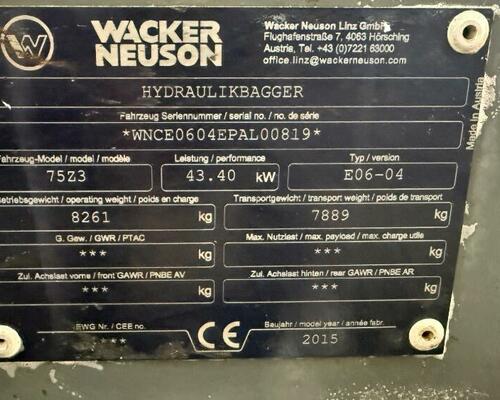 W
WACKER
NEUSON
Wacker Neuson Linz GmbH
Flughafenstraße 7, 4063 Hörsching
Austria, Tel. +43 (0)7221 63000
office.linz@wackerneuson.com
HYDRAULIKBAGGER
Fahrzeug Seriennummer / serial no. / no. de série
*WNCE0604EPAL00819*
Fahrzeug-Model / model / modèle Leistung / performance Typ / version
75Z3 43.40 kW E06-04
Betriebsgewicht / operating weight / poids en charge Transportgewicht / transport weight / poids de transport
8261 kg 7889 kg
G. Gew. / GWR / PTAC Max. Nutzlast / max. payload / max. charge utile
*** kg *** kg
Zul. Achslast vorne / front GAWR / PNBE AV Zul. Achslast hinten / rear GAWR / PNBE AR
*** kg *** kg
EWG Nr. / CEE no. CE Baujahr / model year / année fabr.
*** 2015
Made in Austria